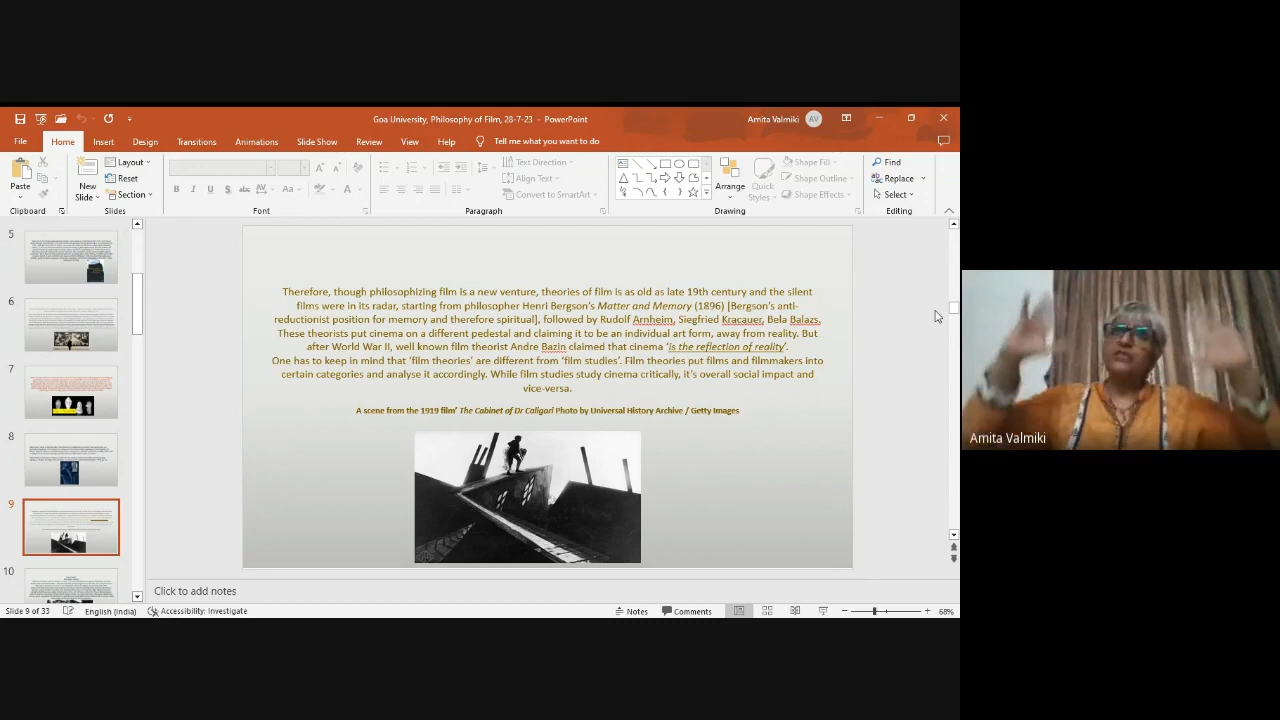 Goa University, Philosophy of Film, 28-7-23 - PowerPoint
Amita Valmiki
AV
File
Home
Insert
Design
Transitions
Animations
Slide Show
Review
View
Help
Tell me what you want to do
Paste
New
Slide
Layout
Reset
Section
B I U S abc AV Aa A
Text Direction
Align Text
Convert to SmartArt
Arrange
Quick
Styles
Shape Fill
Shape Outline
Shape Effects
Find
Replace
Select
Clipboard
Slides
Font
Paragraph
Drawing
Editing
5
6
7
8
9
10
Therefore, though philosophizing film is a new venture, theories of film is as old as late 19th century and the silent
films were in its radar, starting from philosopher Henri Bergson's Matter and Memory (1896) [Bergson's anti-
reductionist position for memory and therefore spiritual], followed by Rudolf Arnheim, Siegfried Kracauer, Bela Balazs.
These theorists put cinema on a different pedestal and claiming it to be an individual art form, away from reality. But
after World War II, well known film theorist Andre Bazin claimed that cinema 'is the reflection of reality'.
One has to keep in mind that 'film theories' are different from 'film studies'. Film theories put films and filmmakers into
certain categories and analyse it accordingly. While film studies study cinema critically, it's overall social impact and
vice-versa.
A scene from the 1919 film' The Cabinet of Dr Caligari Photo by Universal History Archive / Getty Images
Click to add notes
Slide 9 of 33
English (India)
Accessibility: Investigate
Notes
Comments
68%
Amita Valmiki